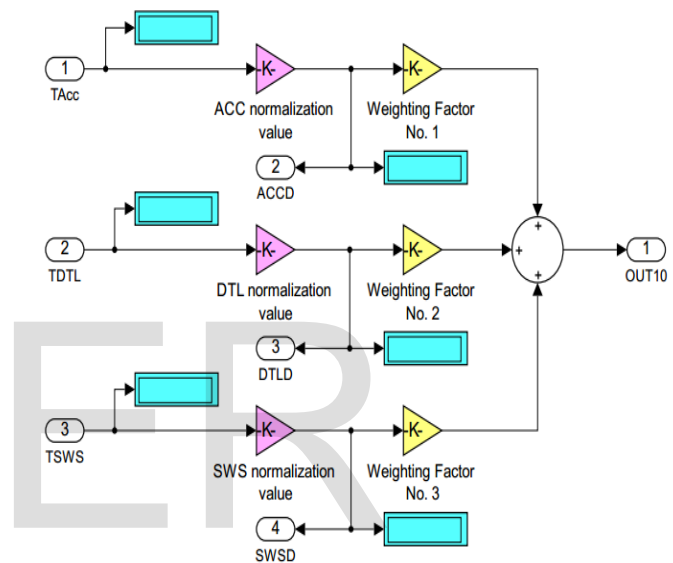 1
TAcc
-K-
ACC normalization
value
-K-
Weighting Factor
No. 1
2
ACCD
2
TDTL
-K-
DTL normalization
value
-K-
Weighting Factor
No. 2
3
DTLD
3
TSWS
-K-
SWS normalization
value
-K-
Weighting Factor
No. 3
4
SWSD
+
+
+
1
OUT10
ER